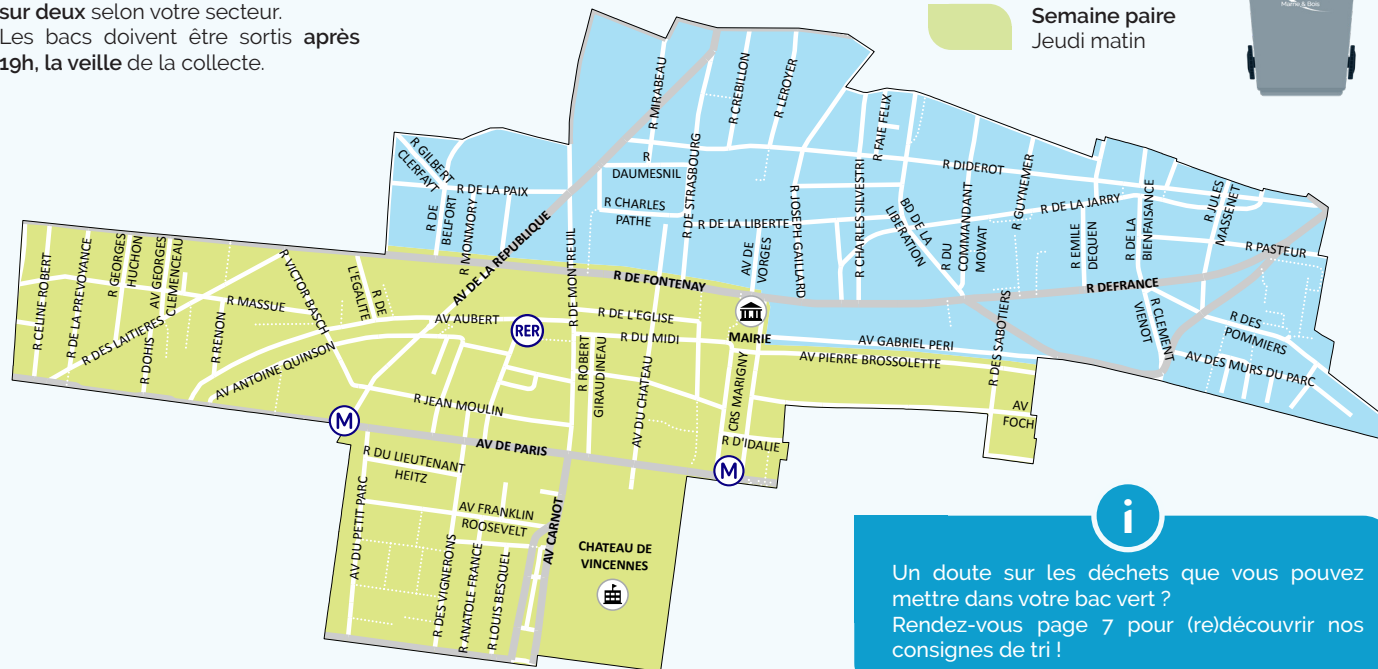 sur deux selon votre secteur.
Les bacs doivent être sortis après
19h, la veille de la collecte.
Semaine paire
Jeudi matin
Marne & Bois
R MIRABEAU
R CREBILLON
R LEROYER
R FAIE FELIX
R GILBERT
CLERFAYT
R DE
BELFORT
R DE LA PAIX
R MONMORY
AV DE LA RÉPUBLIQUE
R
DAUMESNIL
R CHARLES
PATHE
R DE STRASBOURG
R DE LA LIBERTE
R JOSEPH GAILLARD
R CHARLES SILVESTRI
BD DE LA
LIBERATION
R DU
COMMANDANT
MOWAT
R DIDEROT
R GUYNEMER
R DE LA JARRY
R EMILE
DEQUEN
R DE LA
BIENFAISANCE
R JULES
MASSENET
R PASTEUR
R CELINE ROBERT
R DE LA PREVOYANCE
R GEORGES
HUCHON
AV GEORGES
CLEMENCEAU
R VICTOR BASCH
R DE
L'EGALITE
R MASSUE
R DES LAITIERES
R DOHIS
R RENON
AV ANTOINE QUINSON
AV AUBERT
RER
R DE MONTREUIL
R DE FONTENAY
AV DE
VORGES
R DE L'EGLISE
R DU MIDI
MAIRIE
R DEFRANCE
AV GABRIEL PERI
AV PIERRE BROSSOLETTE
R DES SABOTIERS
R CLEMENT
VIENOT
R DES
POMMIERS
AV DES MURS DU PARC
R ROBERT
GIRAUDINEAU
AV DU CHATEAU
CRS MARIGNY
R JEAN MOULIN
M
AV DE PARIS
R D'IDALIE
M
AV
FOCH
R DU LIEUTENANT
HEITZ
AV DU PETIT PARC
AV FRANKLIN
ROOSEVELT
R DES VIGNERONS
R ANATOLE FRANCE
R LOUIS BESQUEL
AV CARNOT
CHATEAU DE
VINCENNES
i
Un doute sur les déchets que vous pouvez
mettre dans votre bac vert ?
Rendez-vous page 7 pour (re)découvrir nos
consignes de tri !